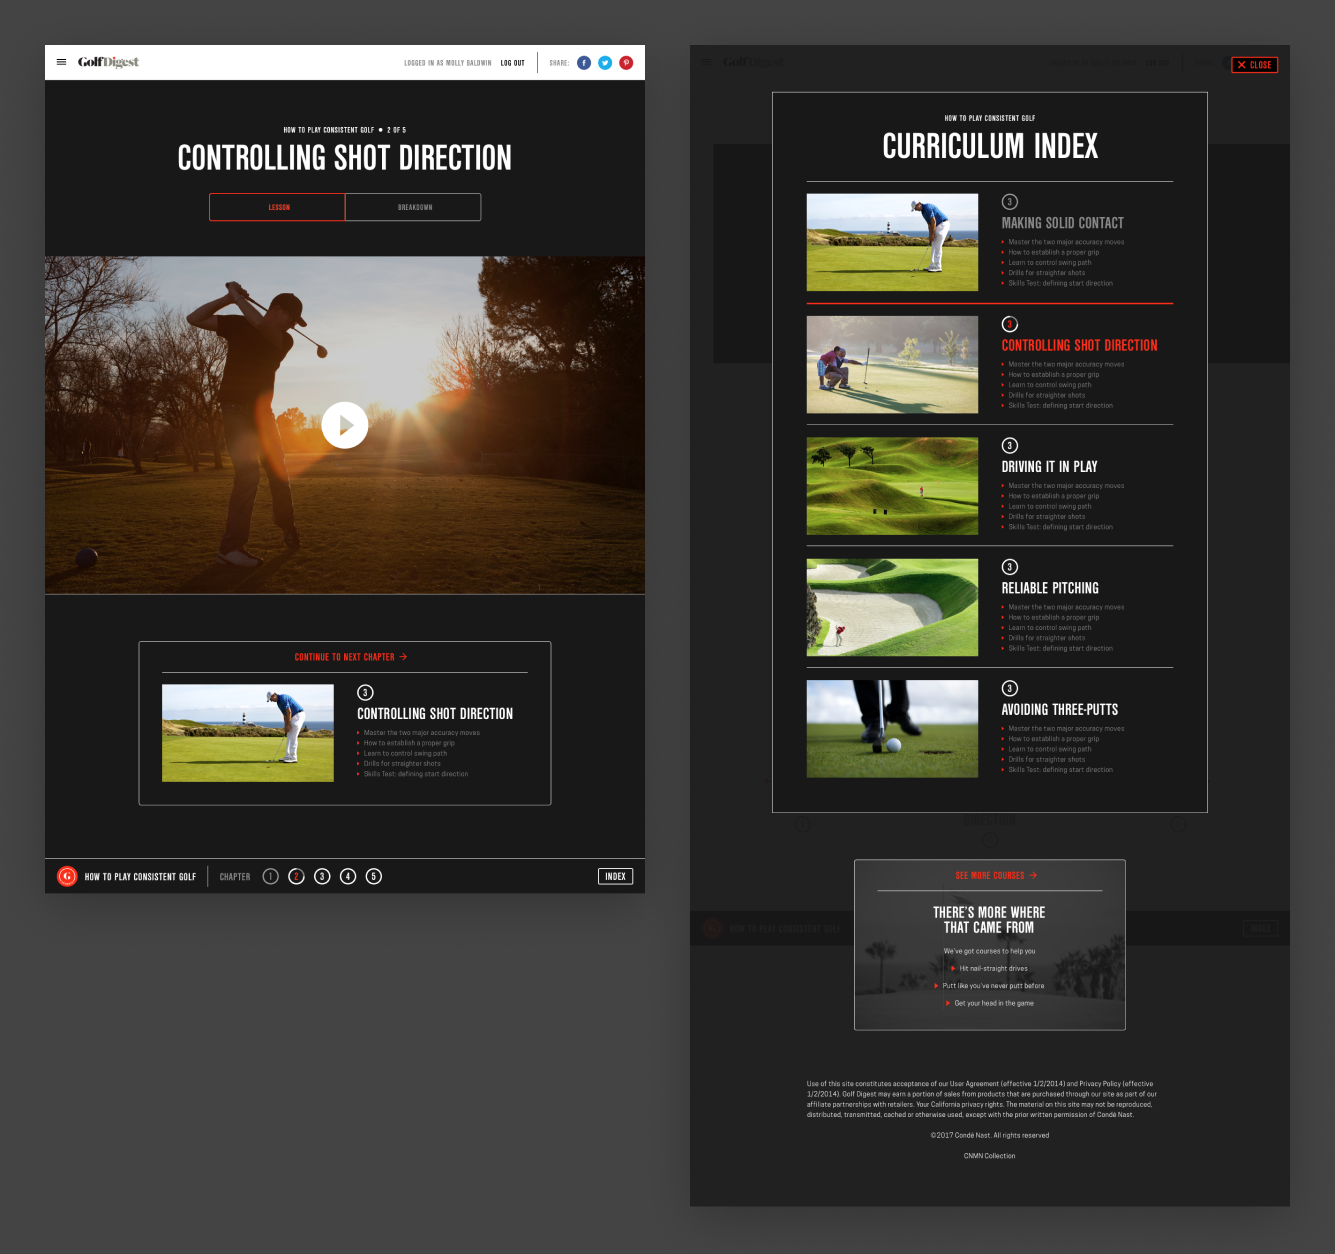 GolfDigest
LOGGED IN AS MOLLY BALDWIN LOG OUT SHARE:
HOW TO PLAY CONSISTENT GOLF • 2 OF 5
CONTROLLING SHOT DIRECTION
LESSON BREAKDOWN
CONTINUE TO NEXT CHAPTER →
3
CONTROLLING SHOT DIRECTION
Master the two major accuracy moves
How to establish a proper grip
Learn to control swing path
Drills for straighter shots
Skills Test: defining start direction
G HOW TO PLAY CONSISTENT GOLF CHAPTER 1 2 3 4 5 INDEX
GolfDigest
✕ CLOSE
HOW TO PLAY CONSISTENT GOLF
CURRICULUM INDEX
3
MAKING SOLID CONTACT
Master the two major accuracy moves
How to establish a proper grip
Learn to control swing path
Drills for straighter shots
Skills Test: defining start direction
3
CONTROLLING SHOT DIRECTION
Master the two major accuracy moves
How to establish a proper grip
Learn to control swing path
Drills for straighter shots
Skills Test: defining start direction
3
DRIVING IT IN PLAY
Master the two major accuracy moves
How to establish a proper grip
Learn to control swing path
Drills for straighter shots
Skills Test: defining start direction
3
RELIABLE PITCHING
Master the two major accuracy moves
How to establish a proper grip
Learn to control swing path
Drills for straighter shots
Skills Test: defining start direction
3
AVOIDING THREE-PUTTS
Master the two major accuracy moves
How to establish a proper grip
Learn to control swing path
Drills for straighter shots
Skills Test: defining start direction
DIRECTION
SEE MORE COURSES →
THERE'S MORE WHERE
THAT CAME FROM
We've got courses to help you
Hit nail-straight drives
Putt like you've never putt before
Get your head in the game
HOW TO PLAY CONSISTENT GOLF INDEX
Use of this site constitutes acceptance of our User Agreement (effective 1/2/2014) and Privacy Policy (effective
1/2/2014). Golf Digest may earn a portion of sales from products that are purchased through our site as part of our
affiliate partnerships with retailers. Your California privacy rights. The material on this site may not be reproduced,
distributed, transmitted, cached or otherwise used, except with the prior written permission of Condé Nast.
©2017 Condé Nast. All rights reserved
CNMN Collection